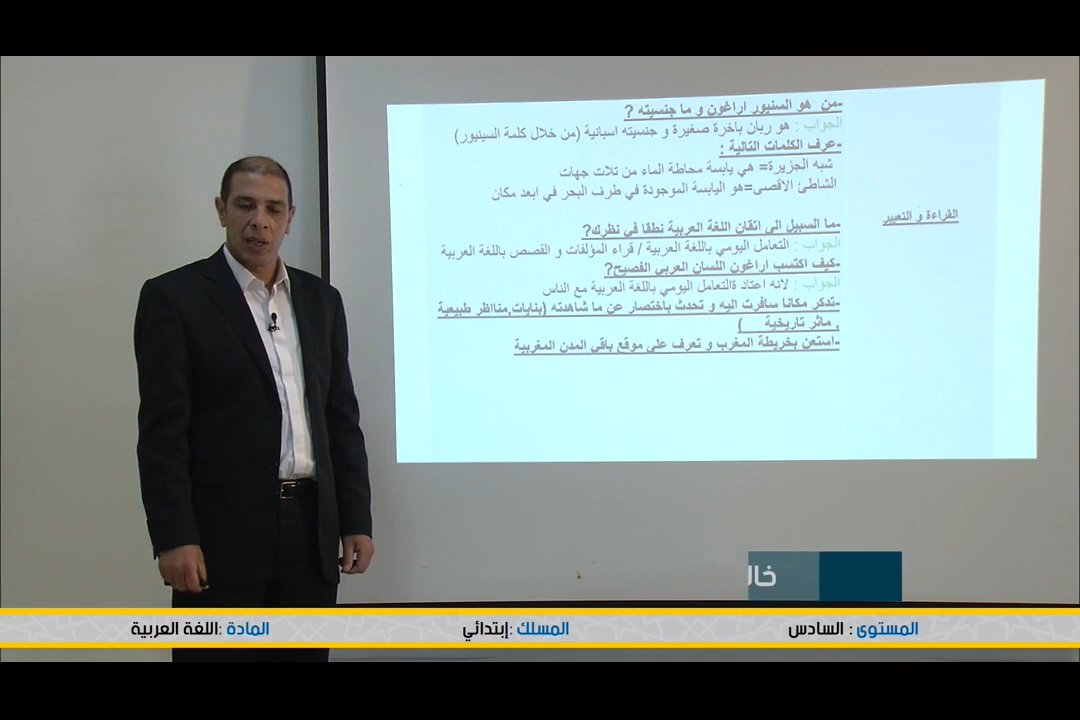 -من هو السنيور اراغون و ما جنسيته ?
الجواب : هو ربان باخرة صغيرة و جنسيته اسبانية (من خلال كلمة السينيور)
-عرف الكلمات التالية :
شبه الجزيرة= هي يابسة محاطة الماء من تلات جهات
الشاطئ الاقصى=هو اليابسة الموجودة في طرف البحر في ابعد مكان
القراءة و التعبير
-ما السبيل الى اتقان اللغة العربية نطقا في نظرك?
الجواب : التعامل اليومي باللغة العربية / قراء المؤلفات و القصص باللغة العربية
-كيف اكتسب اراغون اللسان العربي الفصيح?
الجواب : لانه اعتاد ةالتعامل اليومي باللغة العربية مع الناس
-تذكر مكانا سافرت اليه و تحدث باختصار عن ما شاهدته (بنايات,منااظر طبيعية
, ماثر تاريخية )
-استعن بخريطة المغرب و تعرف على موقع باقي المدن المغربية
خال
المستوى : السادس
المسلك :إبتدائي
المادة :اللغة العربية